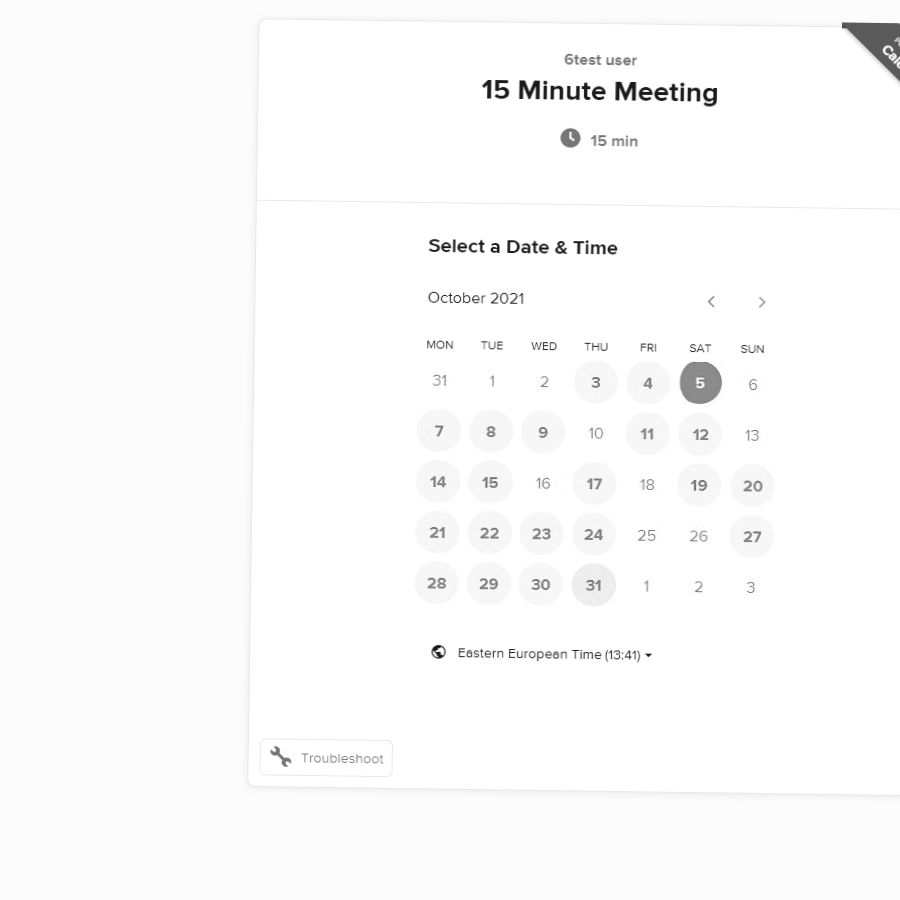 6test user
15 Minute Meeting
15 min
Select a Date & Time
October 2021
MON TUE WED THU FRI SAT SUN
31 1 2 3 4 5 6
7 8 9 10 11 12 13
14 15 16 17 18 19 20
21 22 23 24 25 26 27
28 29 30 31 1 2 3
Eastern European Time (13:41)
Troubleshoot